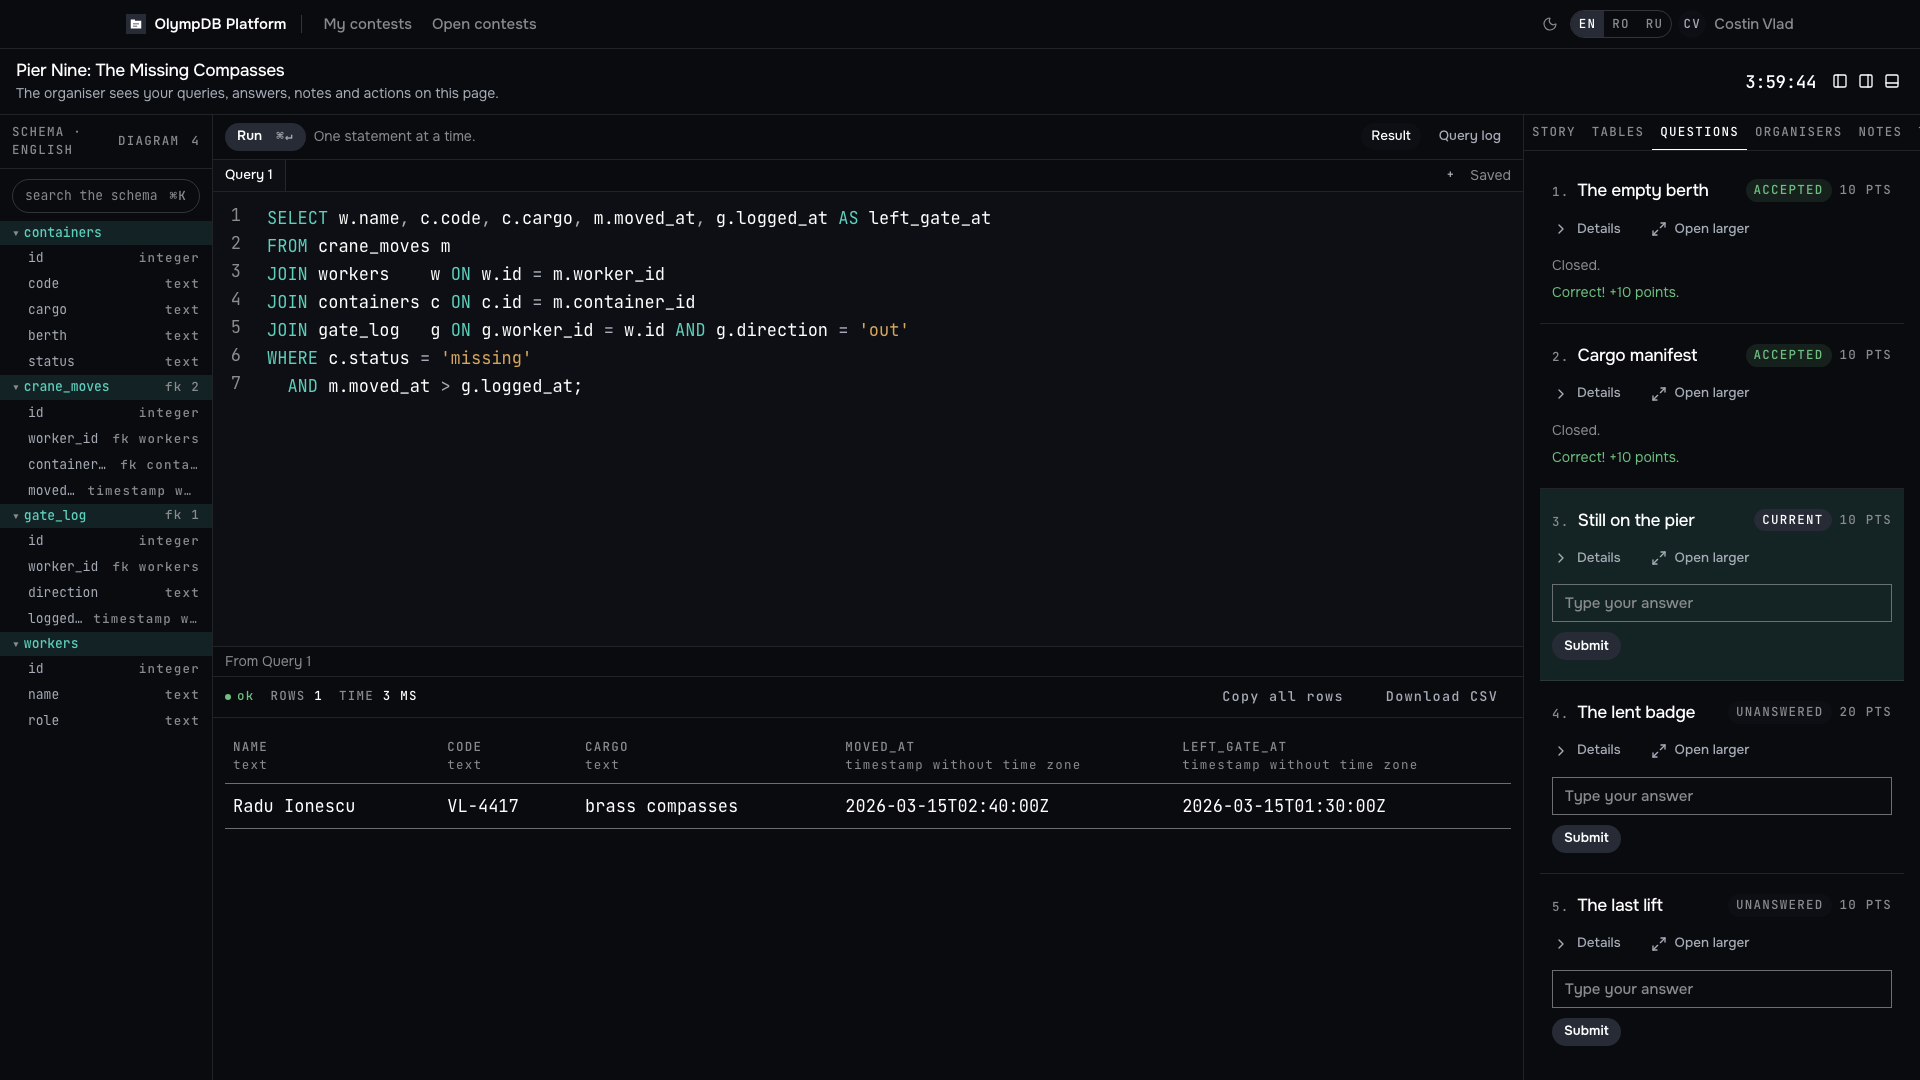 OlympDB Platform
My contests
Open contests
EN RO RU
CV
Costin Vlad
Pier Nine: The Missing Compasses
The organiser sees your queries, answers, notes and actions on this page.
3:59:44
SCHEMA ·
ENGLISH
DIAGRAM 4
search the schema ⌘K
▾ containers
id integer
code text
cargo text
berth text
status text
▾ crane_moves fk 2
id integer
worker_id fk workers
container… fk conta…
moved… timestamp w…
▾ gate_log fk 1
id integer
worker_id fk workers
direction text
logged… timestamp w…
▾ workers
id integer
name text
role text
Run ⌘↵
One statement at a time.
Result
Query log
Query 1
+
Saved
1 SELECT w.name, c.code, c.cargo, m.moved_at, g.logged_at AS left_gate_at
2 FROM crane_moves m
3 JOIN workers    w ON w.id = m.worker_id
4 JOIN containers c ON c.id = m.container_id
5 JOIN gate_log   g ON g.worker_id = w.id AND g.direction = 'out'
6 WHERE c.status = 'missing'
7   AND m.moved_at > g.logged_at;
From Query 1
ok ROWS 1 TIME 3 MS
Copy all rows
Download CSV
NAME CODE CARGO MOVED_AT LEFT_GATE_AT
text text text timestamp without time zone timestamp without time zone
Radu Ionescu VL-4417 brass compasses 2026-03-15T02:40:00Z 2026-03-15T01:30:00Z
STORY TABLES QUESTIONS ORGANISERS NOTES
1. The empty berth ACCEPTED 10 PTS
Details Open larger
Closed.
Correct! +10 points.
2. Cargo manifest ACCEPTED 10 PTS
Details Open larger
Closed.
Correct! +10 points.
3. Still on the pier CURRENT 10 PTS
Details Open larger
Type your answer
Submit
4. The lent badge UNANSWERED 20 PTS
Details Open larger
Type your answer
Submit
5. The last lift UNANSWERED 10 PTS
Details Open larger
Type your answer
Submit